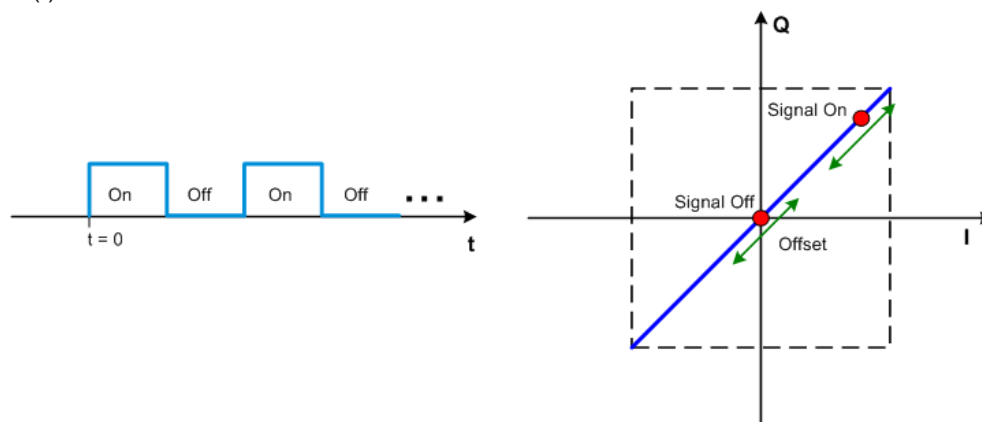 (.)
On
Off
On
Off
...
t = 0
t
Q
Signal On
Signal Off
Offset
I